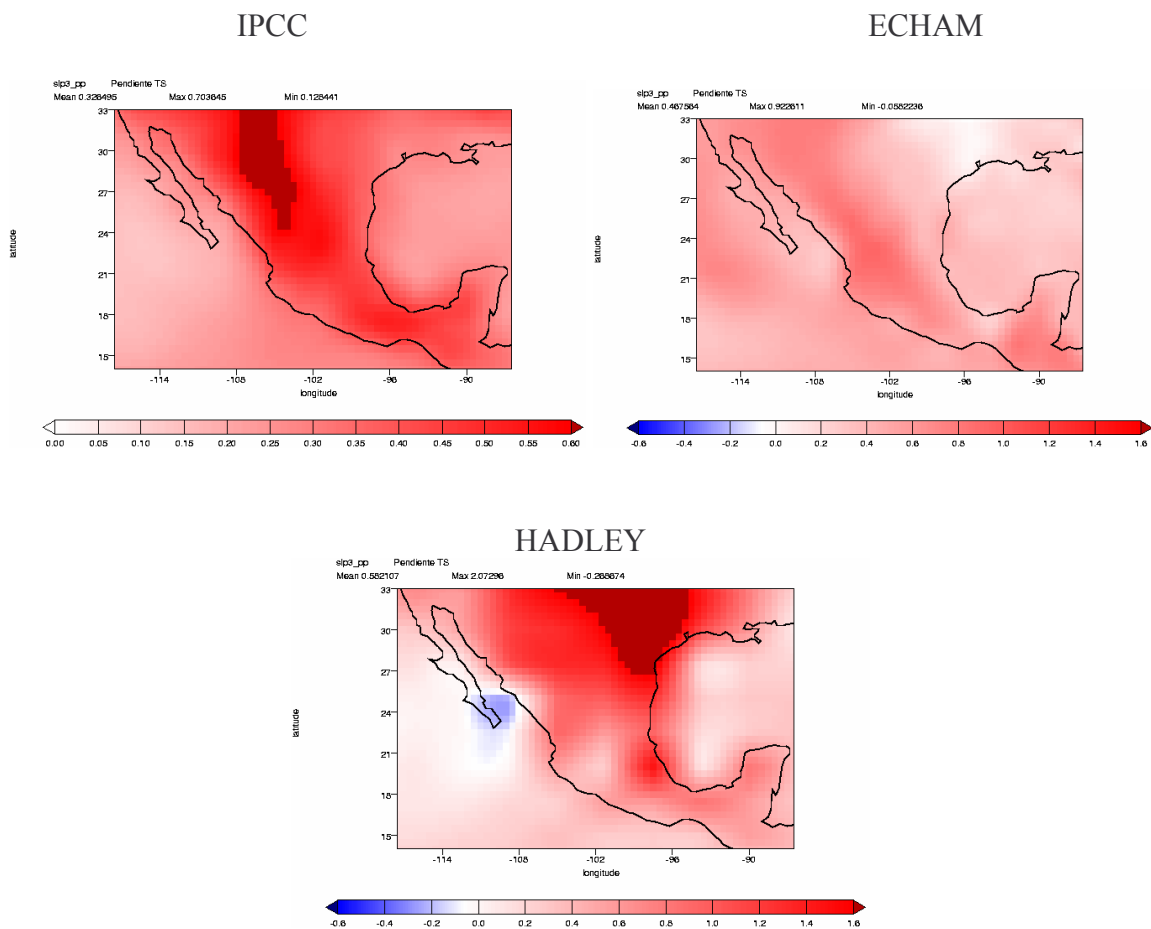 IPCC
ECHAM
slp3_pp Pendiente TS
Mean 0.326495 Max 0.703645 Min 0.128441
33
30
27
24
21
18
15
latitude
-114 -108 -102 -96 -90
longitude
0.00 0.05 0.10 0.15 0.20 0.25 0.30 0.35 0.40 0.45 0.50 0.55 0.60
slp3_pp Pendiente TS
Mean 0.467564 Max 0.922611 Min -0.0552236
33
30
27
24
21
18
15
latitude
-114 -108 -102 -96 -90
longitude
-0.6 -0.4 -0.2 0.0 0.2 0.4 0.6 0.8 1.0 1.2 1.4 1.6
HADLEY
slp3_pp Pendiente TS
Mean 0.552107 Max 2.07296 Min -0.268674
33
30
27
24
21
18
15
latitude
-114 -108 -102 -96 -90
longitude
-0.6 -0.4 -0.2 0.0 0.2 0.4 0.6 0.8 1.0 1.2 1.4 1.6